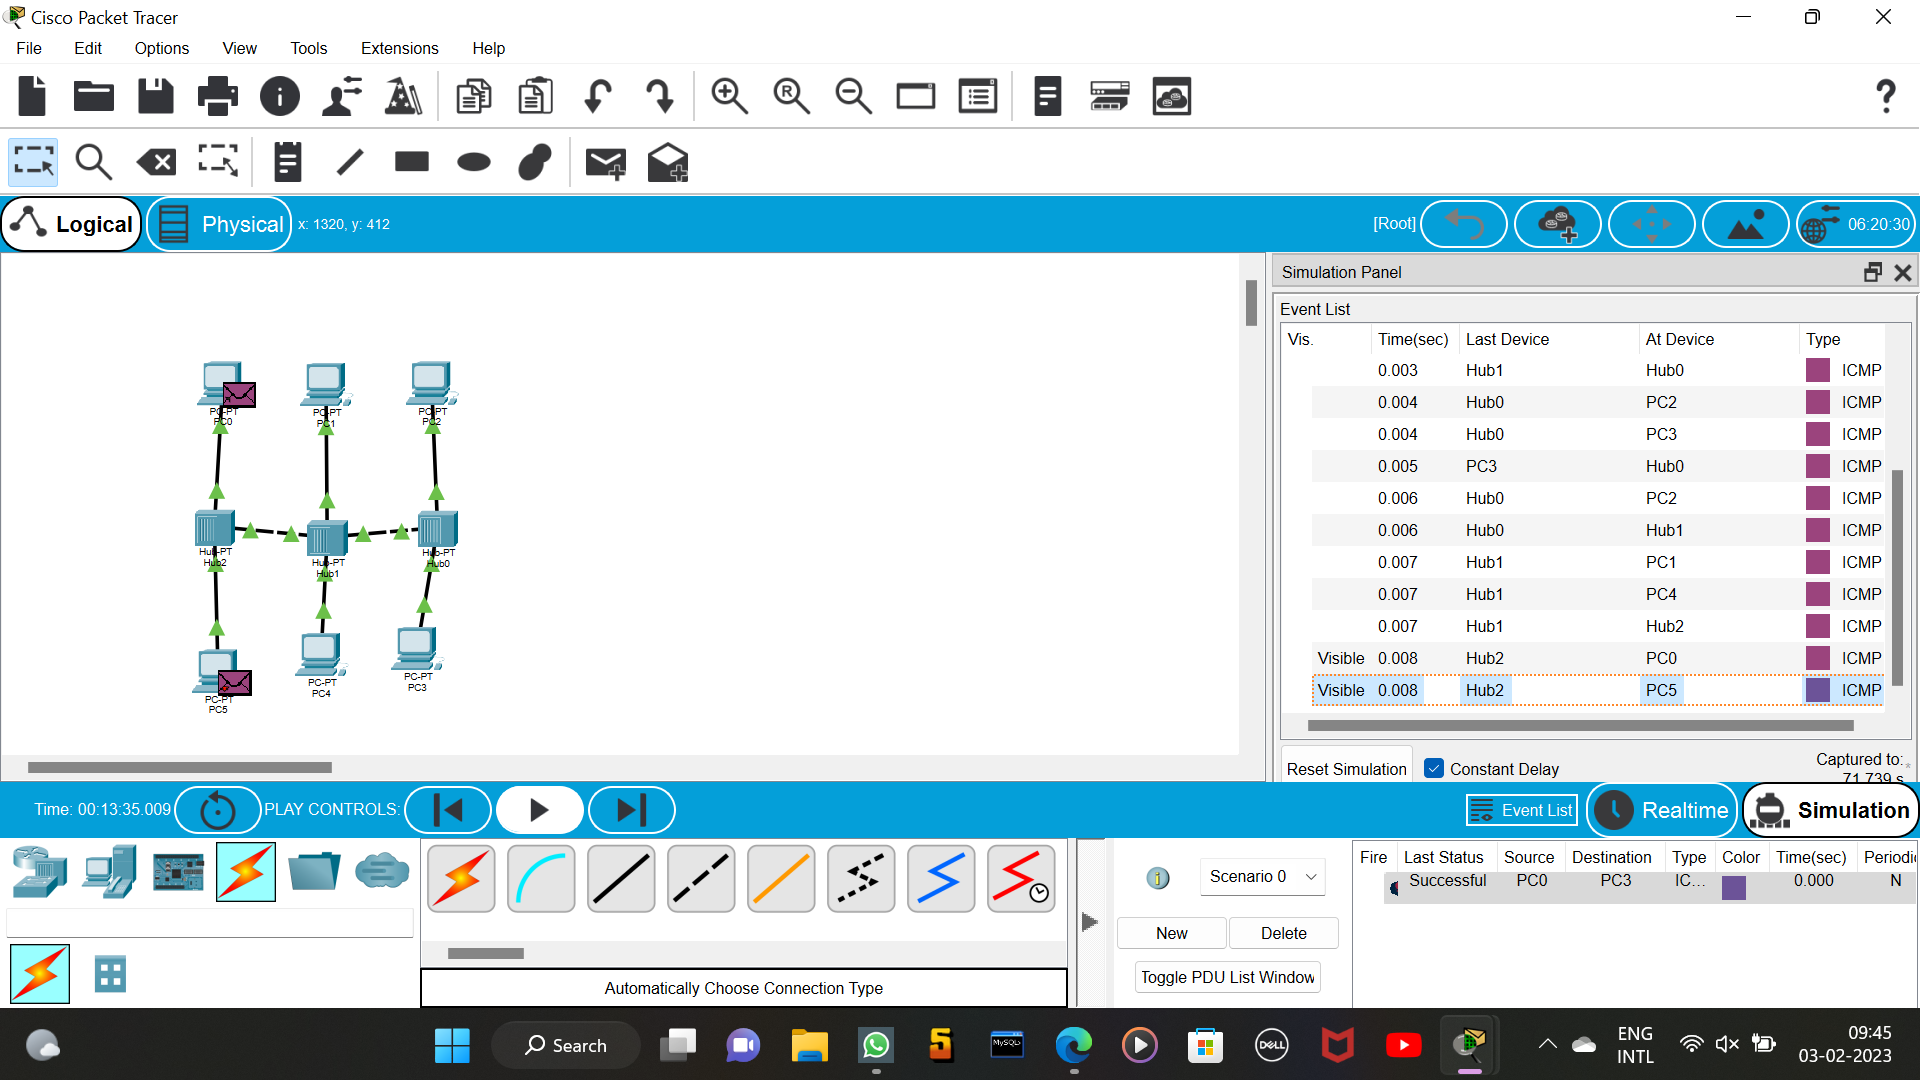 Cisco Packet Tracer
File Edit Options View Tools Extensions Help
Logical Physical x: 1320, y: 412 [Root] 06:20:30
Simulation Panel
Event List
Vis. Time(sec) Last Device At Device Type
0.003 Hub1 Hub0 ICMP
0.004 Hub0 PC2 ICMP
0.004 Hub0 PC3 ICMP
0.005 PC3 Hub0 ICMP
0.006 Hub0 PC2 ICMP
0.006 Hub0 Hub1 ICMP
0.007 Hub1 PC1 ICMP
0.007 Hub1 PC4 ICMP
0.007 Hub1 Hub2 ICMP
Visible 0.008 Hub2 PC0 ICMP
Visible 0.008 Hub2 PC5 ICMP
Reset Simulation Constant Delay Captured to:*
71.739 s
PC-PT
PC0
PC-PT
PC1
PC-PT
PC2
Hub-PT
Hub2
Hub-PT
Hub1
Hub-PT
Hub0
PC-PT
PC5
PC-PT
PC4
PC-PT
PC3
Time: 00:13:35.009 PLAY CONTROLS: Event List Realtime Simulation
Scenario 0
New Delete
Toggle PDU List Window
Fire Last Status Source Destination Type Color Time(sec) Periodic
Successful PC0 PC3 IC... 0.000 N
Automatically Choose Connection Type
Search
MySQL
DELL
ENG
INTL
09:45
03-02-2023